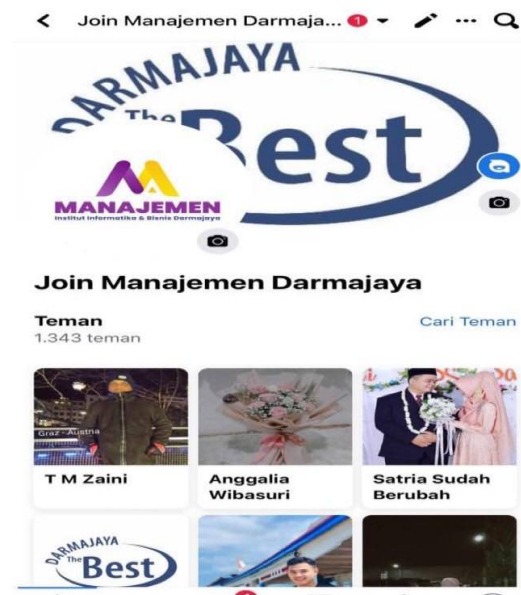 Join Manajemen Darmaja... 1
DARMAJAYA
The Best
MANAJEMEN
Institut Informatika & Bisnis Darmajaya
Join Manajemen Darmajaya
Teman
Cari Teman
1.343 teman
Graz - Austria
T M Zaini
Anggalia
Wibasuri
Satria Sudah
Berubah
DARMAJAYA
The Best